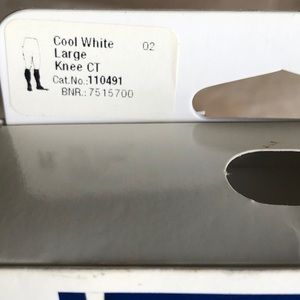 Cool White 02
Large
Knee CT
Cat.No.:110491
BNR.: 7515700